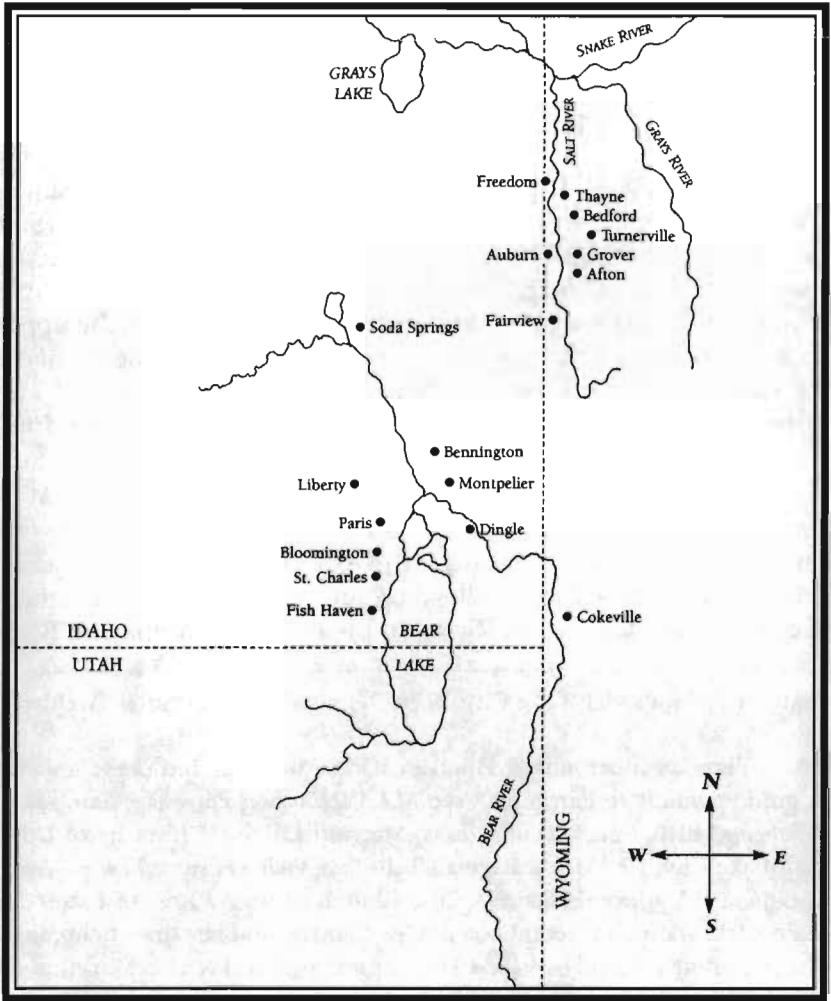 SNAKE RIVER
GRAYS
LAKE
SALT RIVER
GRAYS RIVER
Freedom
Thayne
Bedford
Turnerville
Auburn
Grover
Afton
Soda Springs
Fairview
Bennington
Liberty
Montpelier
Paris
Dingle
Bloomington
St. Charles
Fish Haven
Cokeville
IDAHO
BEAR
UTAH
LAKE
BEAR RIVER
WYOMING
N
W
E
S